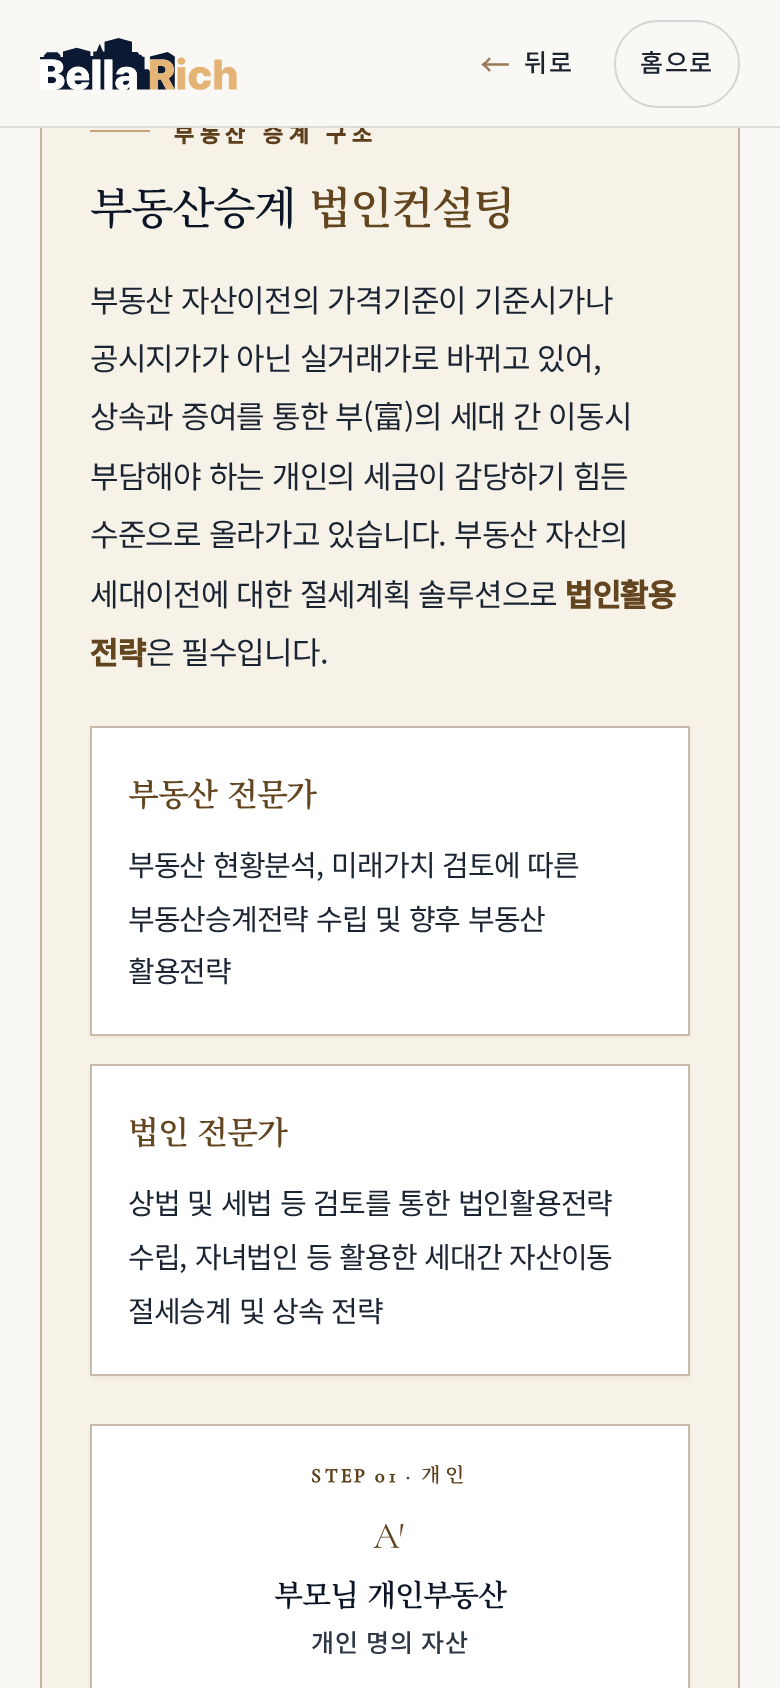 Bella Rich
← 뒤로
홈으로
부동산 승계 구조
부동산승계 법인컨설팅
부동산 자산이전의 가격기준이 기준시가나
공시지가가 아닌 실거래가로 바뀌고 있어,
상속과 증여를 통한 부(富)의 세대 간 이동시
부담해야 하는 개인의 세금이 감당하기 힘든
수준으로 올라가고 있습니다. 부동산 자산의
세대이전에 대한 절세계획 솔루션으로 법인활용
전략은 필수입니다.
부동산 전문가
부동산 현황분석, 미래가치 검토에 따른
부동산승계전략 수립 및 향후 부동산
활용전략
법인 전문가
상법 및 세법 등 검토를 통한 법인활용전략
수립, 자녀법인 등 활용한 세대간 자산이동
절세승계 및 상속 전략
STEP 01 · 개인
A′
부모님 개인부동산
개인 명의 자산